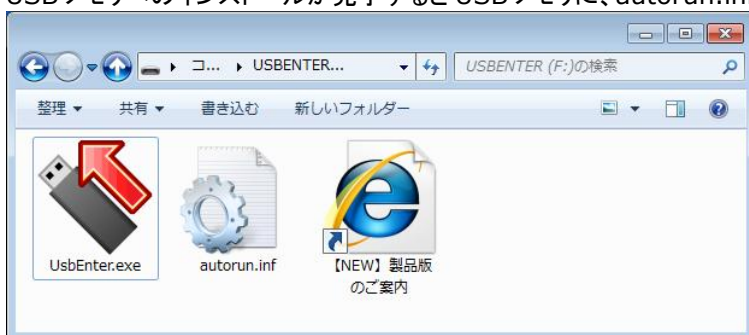 USBメモリへのインストールが完了するとUSBメモリに、autorun.inf
コ... ▸ USBENTER...
USBENTER (F:)の検索
整理 ▼ 共有 ▼ 書き込む 新しいフォルダー
UsbEnter.exe
autorun.inf
【NEW】製品版
のご案内